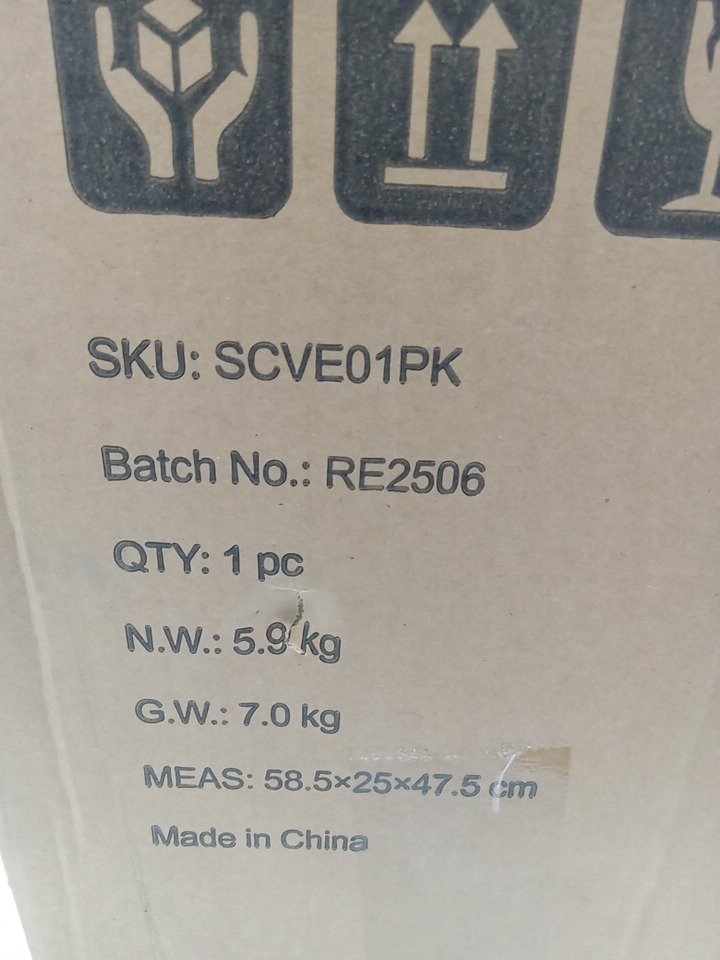 SKU: SCVE01PK
Batch No.: RE2506
QTY: 1 pc
N.W.: 5.9 kg
G.W.: 7.0 kg
MEAS: 58.5×25×47.5 cm
Made in China